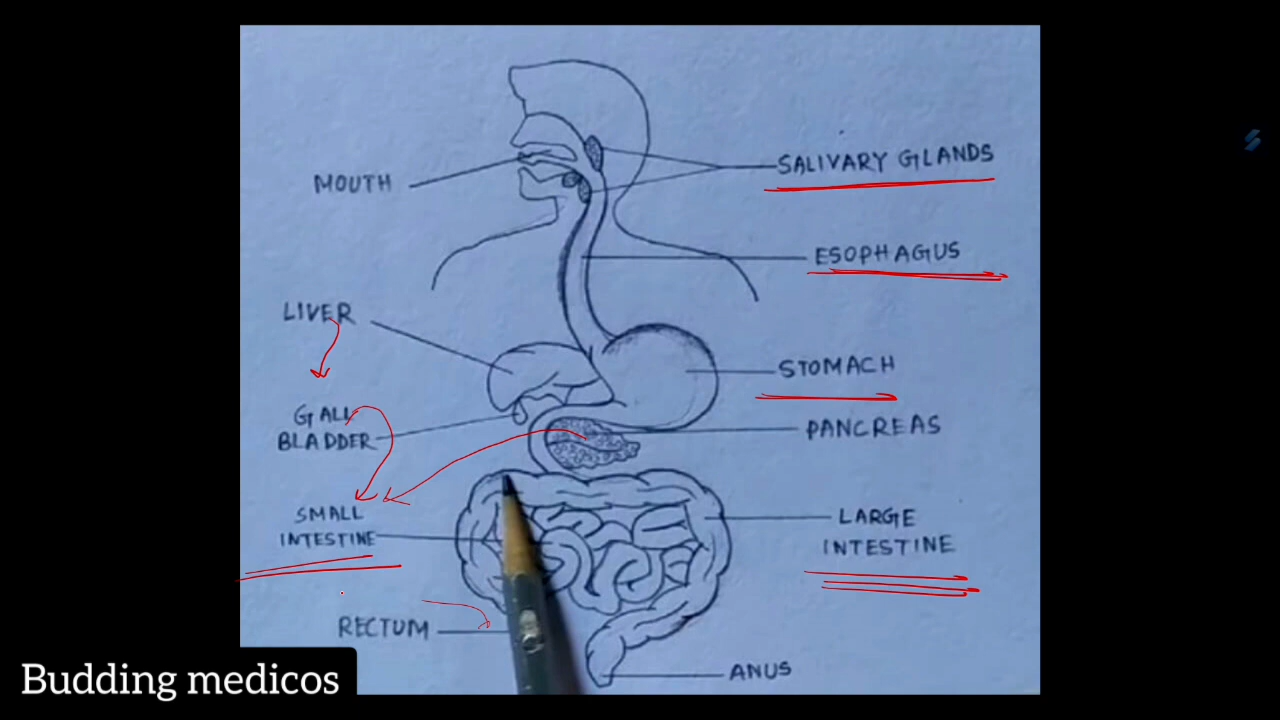 MOUTH
SALIVARY GLANDS
ESOPHAGUS
LIVER
STOMACH
GALL
BLADDER
PANCREAS
SMALL
INTESTINE
LARGE
INTESTINE
RECTUM
ANUS
Budding medicos